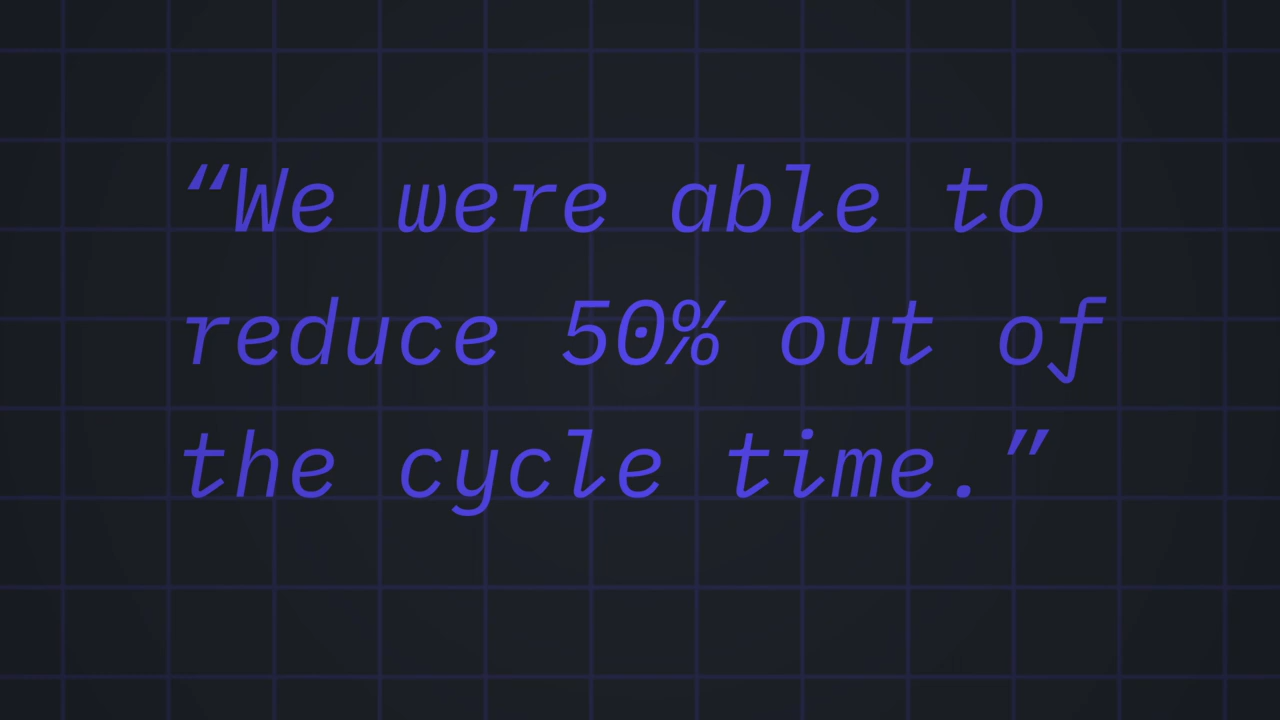 “We were able to
reduce 50% out of
the cycle time.”